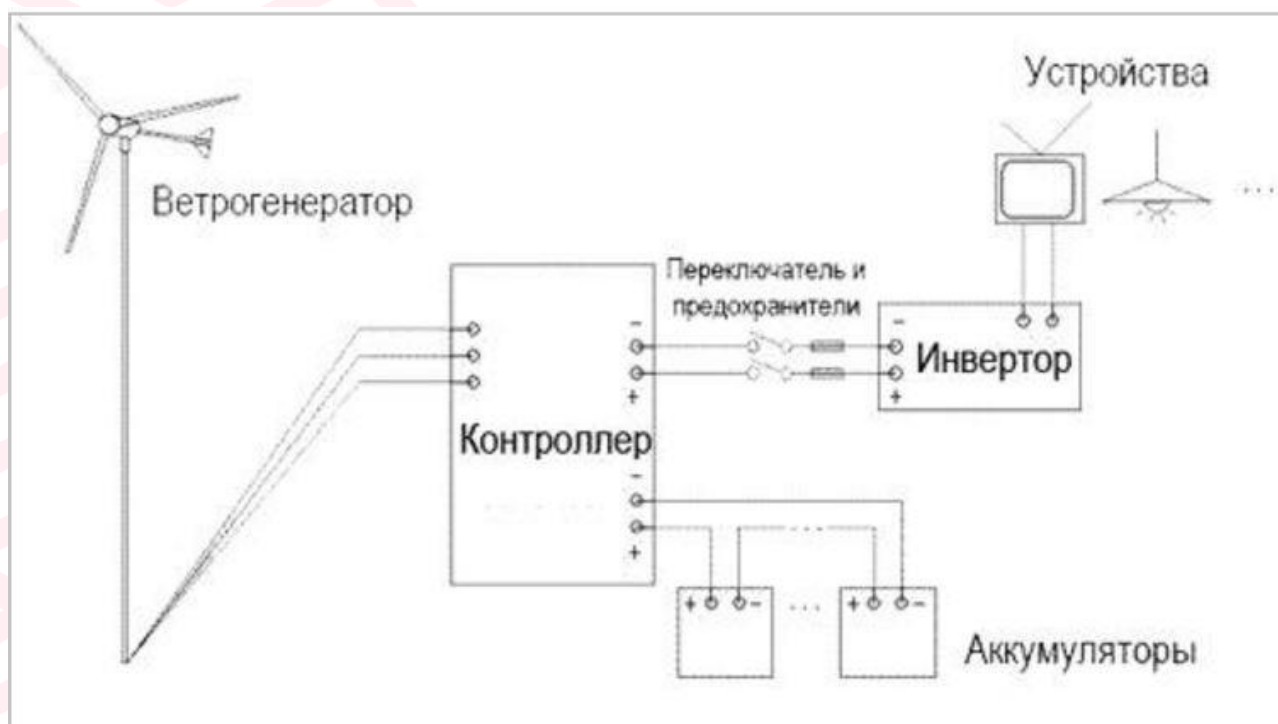 Устройства
Ветрогенератор
Переключатель и
предохранители
-
-
Инвертор
+
+
Контроллер
-
+
+ - ... + -
Аккумуляторы